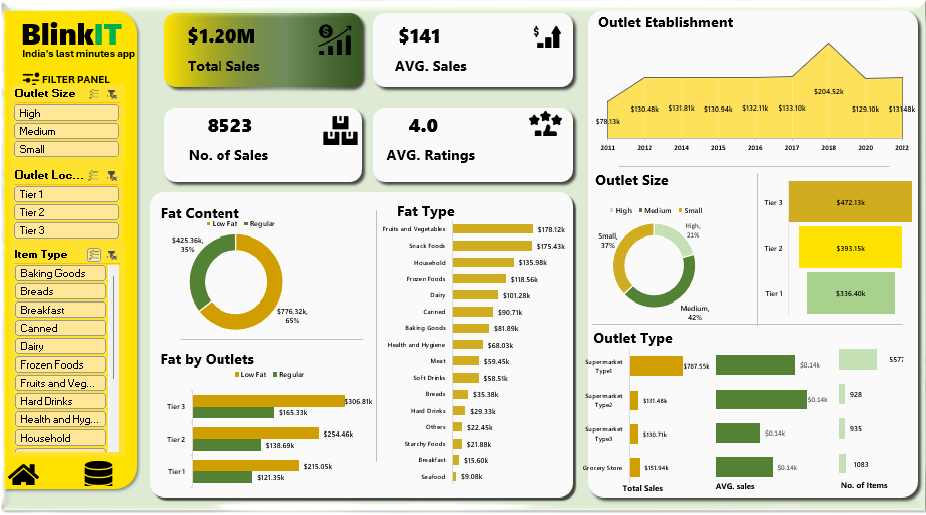 BlinkIT
India's last minutes app
FILTER PANEL
Outlet Size
High
Medium
Small
Outlet Loc...
Tier 1
Tier 2
Tier 3
Item Type
Baking Goods
Breads
Breakfast
Canned
Dairy
Frozen Foods
Fruits and Veg...
Hard Drinks
Health and Hyg...
Household
$1.20M
Total Sales
$141
AVG. Sales
8523
No. of Sales
4.0
AVG. Ratings
Fat Content
Low Fat Regular
$425.36k,
35%
$776.32k,
65%
Fat by Outlets
Low Fat Regular
Tier 3 $306.81k
$165.33k
Tier 2 $254.46k
$138.69k
Tier 1 $215.05k
$121.35k
Fat Type
Fruits and Vegetables $178.12k
Snack Foods $175.43k
Household $135.98k
Frozen Foods $118.56k
Dairy $101.28k
Canned $90.71k
Baking Goods $81.89k
Health and Hygiene $68.03k
Meat $59.45k
Soft Drinks $58.51k
Breads $35.38k
Hard Drinks $29.33k
Others $22.45k
Starchy Foods $21.88k
Breakfast $15.60k
Seafood $9.08k
Outlet Etablishment
$78.13k $130.48k $131.81k $130.94k $132.11k $133.10k $204.52k $129.10k $131.48k
2011 2012 2014 2015 2016 2017 2018 2020 2022
Outlet Size
High Medium Small
Small,
37%
High,
21%
Medium,
42%
Tier 3 $472.13k
Tier 2 $393.15k
Tier 1 $336.40k
Outlet Type
Supermarket
Type1 $787.55k $0.14k 5577
Supermarket
Type2 $131.48k $0.14k 928
Supermarket
Type3 $130.71k $0.14k 935
Grocery Store $151.94k $0.14k 1083
Total Sales AVG. sales No. of Items